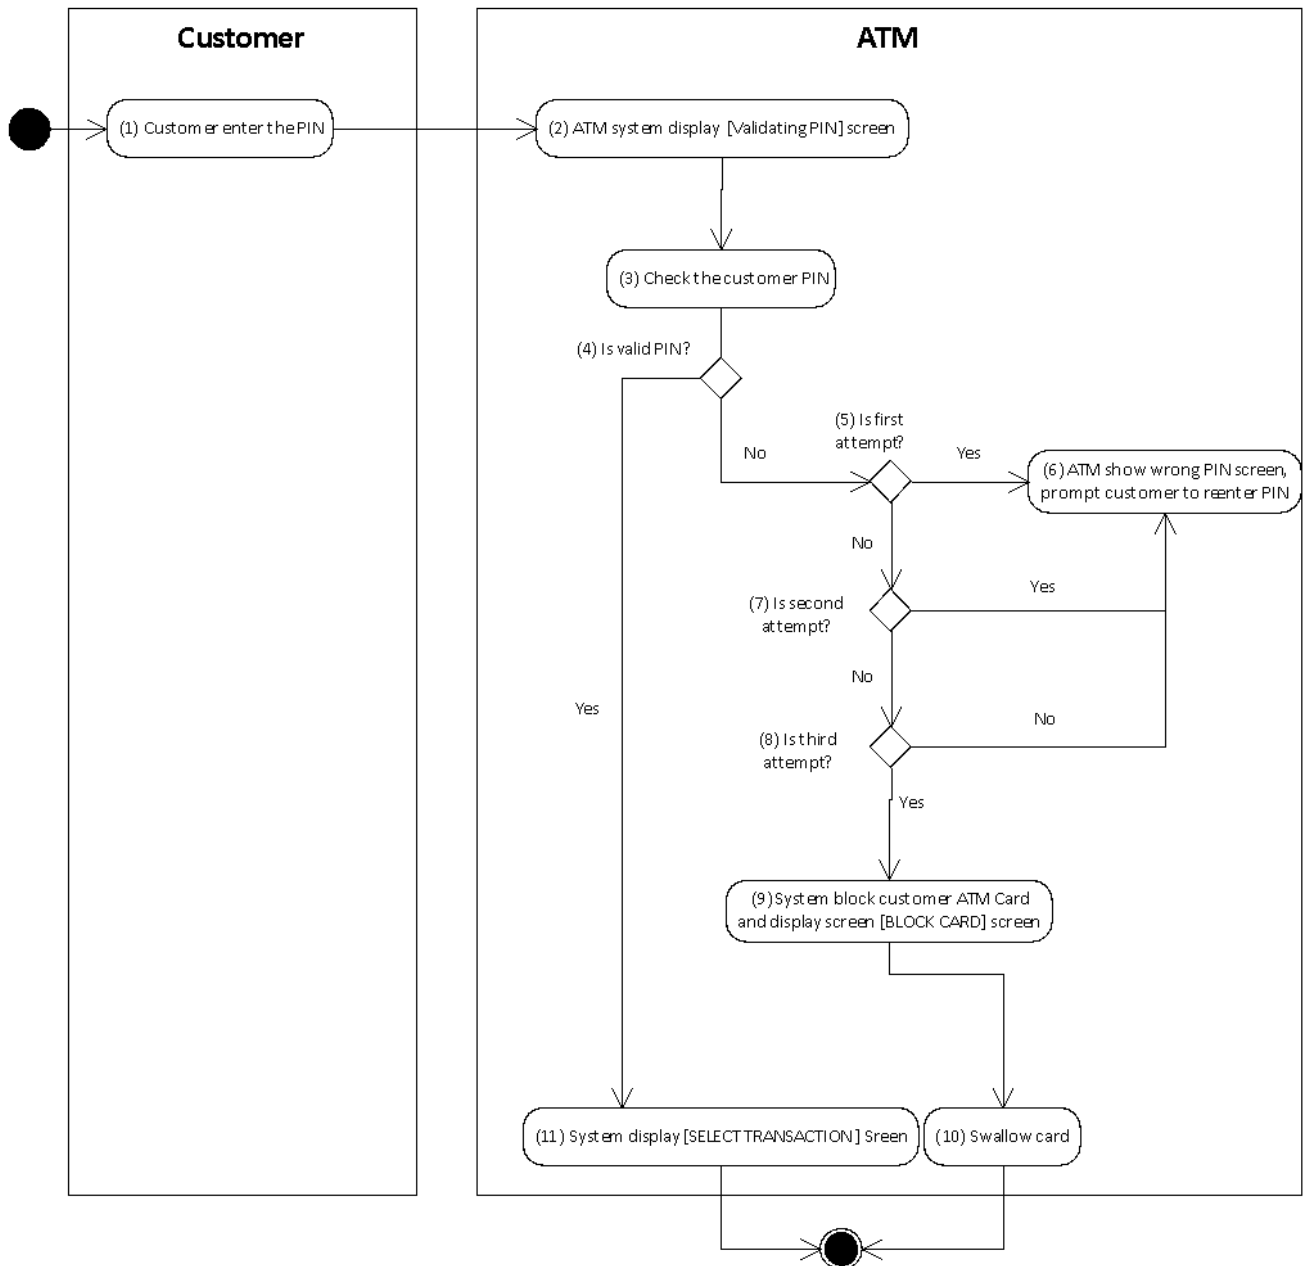 Customer
ATM
(1) Customer enter the PIN
(2) ATM system display [Validating PIN] screen
(3) Check the customer PIN
(4) Is valid PIN?
(5) Is first
attempt?
No
Yes
(6) ATM show wrong PIN screen,
prompt customer to reenter PIN
No
(7) Is second
attempt?
Yes
No
Yes
(8) Is third
attempt?
No
Yes
(9) System block customer ATM Card
and display screen [BLOCK CARD] screen
(11) System display [SELECT TRANSACTION] Sreen
(10) Swallow card